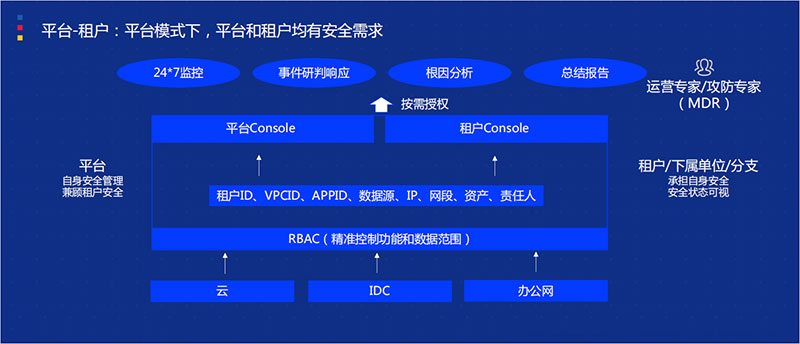 平台-租户：平台模式下，平台和租户均有安全需求
24*7监控
事件研判响应
根因分析
总结报告
运营专家/攻防专家
（MDR）
按需授权
平台Console
租户Console
平台
自身安全管理
兼顾租户安全
租户/下属单位/分支
承担自身安全
安全状态可视
租户ID、VPCID、APPID、数据源、IP、网段、资产、责任人
RBAC（精准控制功能和数据范围）
云
IDC
办公网